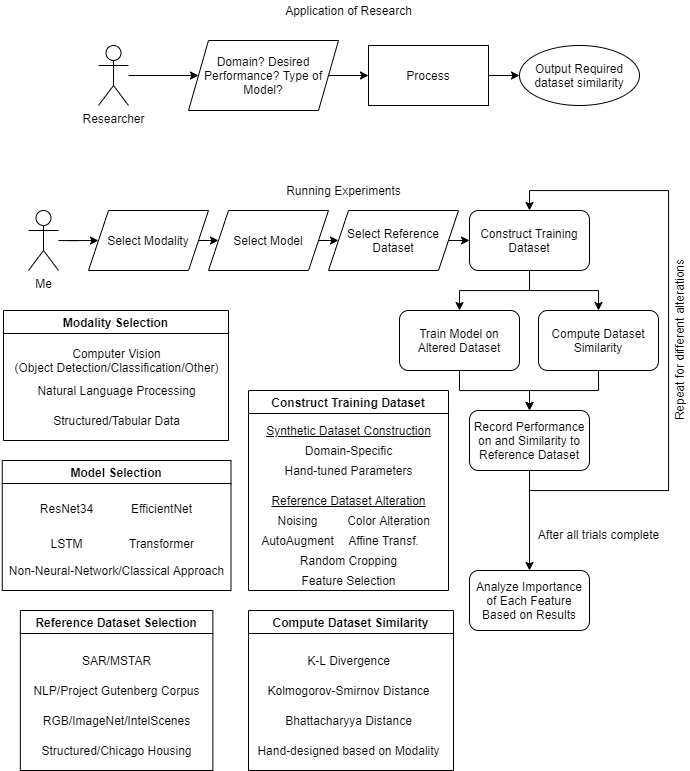 Application of Research
Domain? Desired
Performance? Type of
Model?
Process
Output Required
dataset similarity
Researcher
Running Experiments
Select Modality
Select Model
Select Reference
Dataset
Construct Training
Dataset
Me
Repeat for different alterations
Train Model on
Altered Dataset
Compute Dataset
Similarity
Record Performance
on and Similarity to
Reference Dataset
After all trials complete
Analyze Importance
of Each Feature
Based on Results
Modality Selection
Computer Vision
(Object Detection/Classification/Other)
Natural Language Processing
Structured/Tabular Data
Model Selection
ResNet34 EfficientNet
LSTM Transformer
Non-Neural-Network/Classical Approach
Construct Training Dataset
Synthetic Dataset Construction
Domain-Specific
Hand-tuned Parameters
Reference Dataset Alteration
Noising Color Alteration
AutoAugment Affine Transf.
Random Cropping
Feature Selection
Reference Dataset Selection
SAR/MSTAR
NLP/Project Gutenberg Corpus
RGB/ImageNet/IntelScenes
Structured/Chicago Housing
Compute Dataset Similarity
K-L Divergence
Kolmogorov-Smirnov Distance
Bhattacharyya Distance
Hand-designed based on Modality